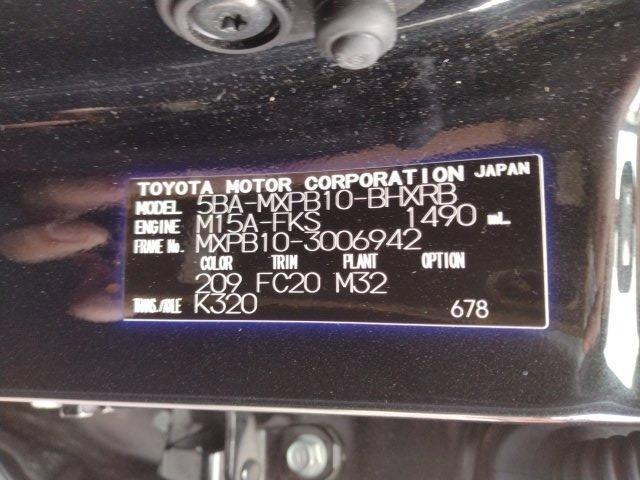 TOYOTA MOTOR CORPORATION JAPAN
MODEL 5BA-MXPB10-BHXRB
ENGINE M15A-FKS 1490 mL
FRAME No. MXPB10-3006942
COLOR TRIM PLANT OPTION
209 FC20 M32
TRANS./AXLE K320 678